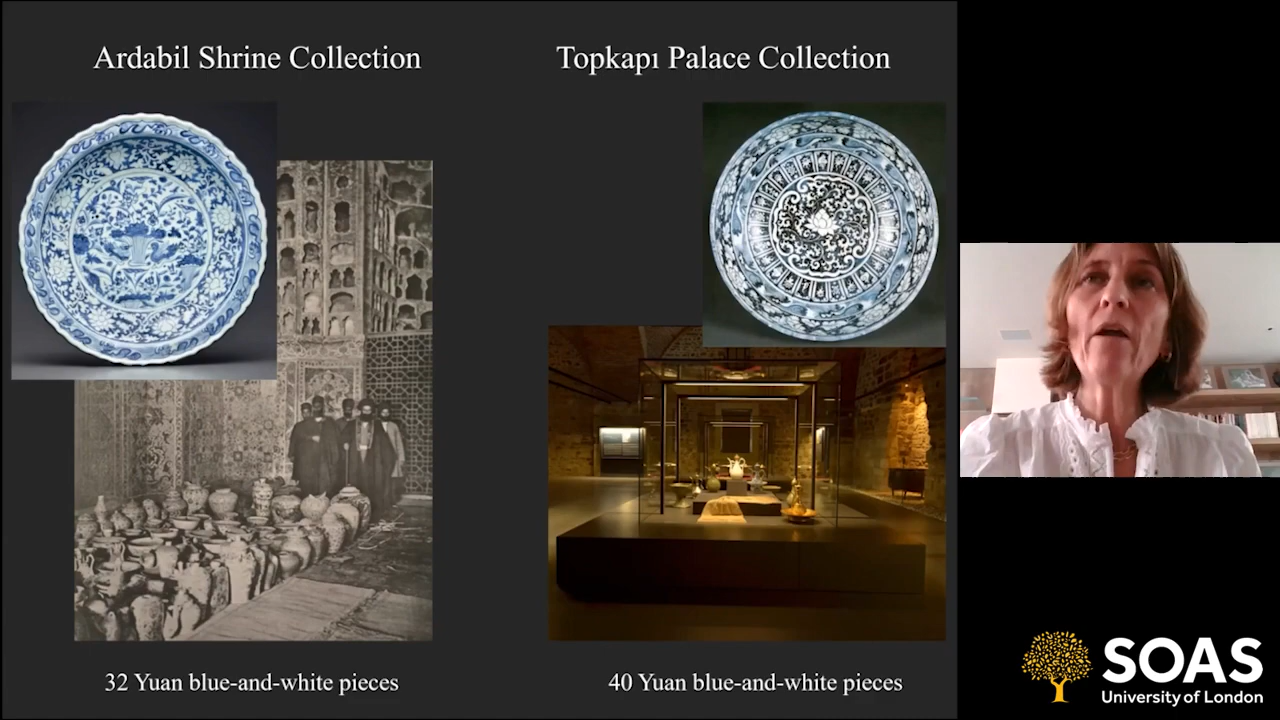 Ardabil Shrine Collection
Topkapı Palace Collection
32 Yuan blue-and-white pieces
40 Yuan blue-and-white pieces
SOAS
University of London